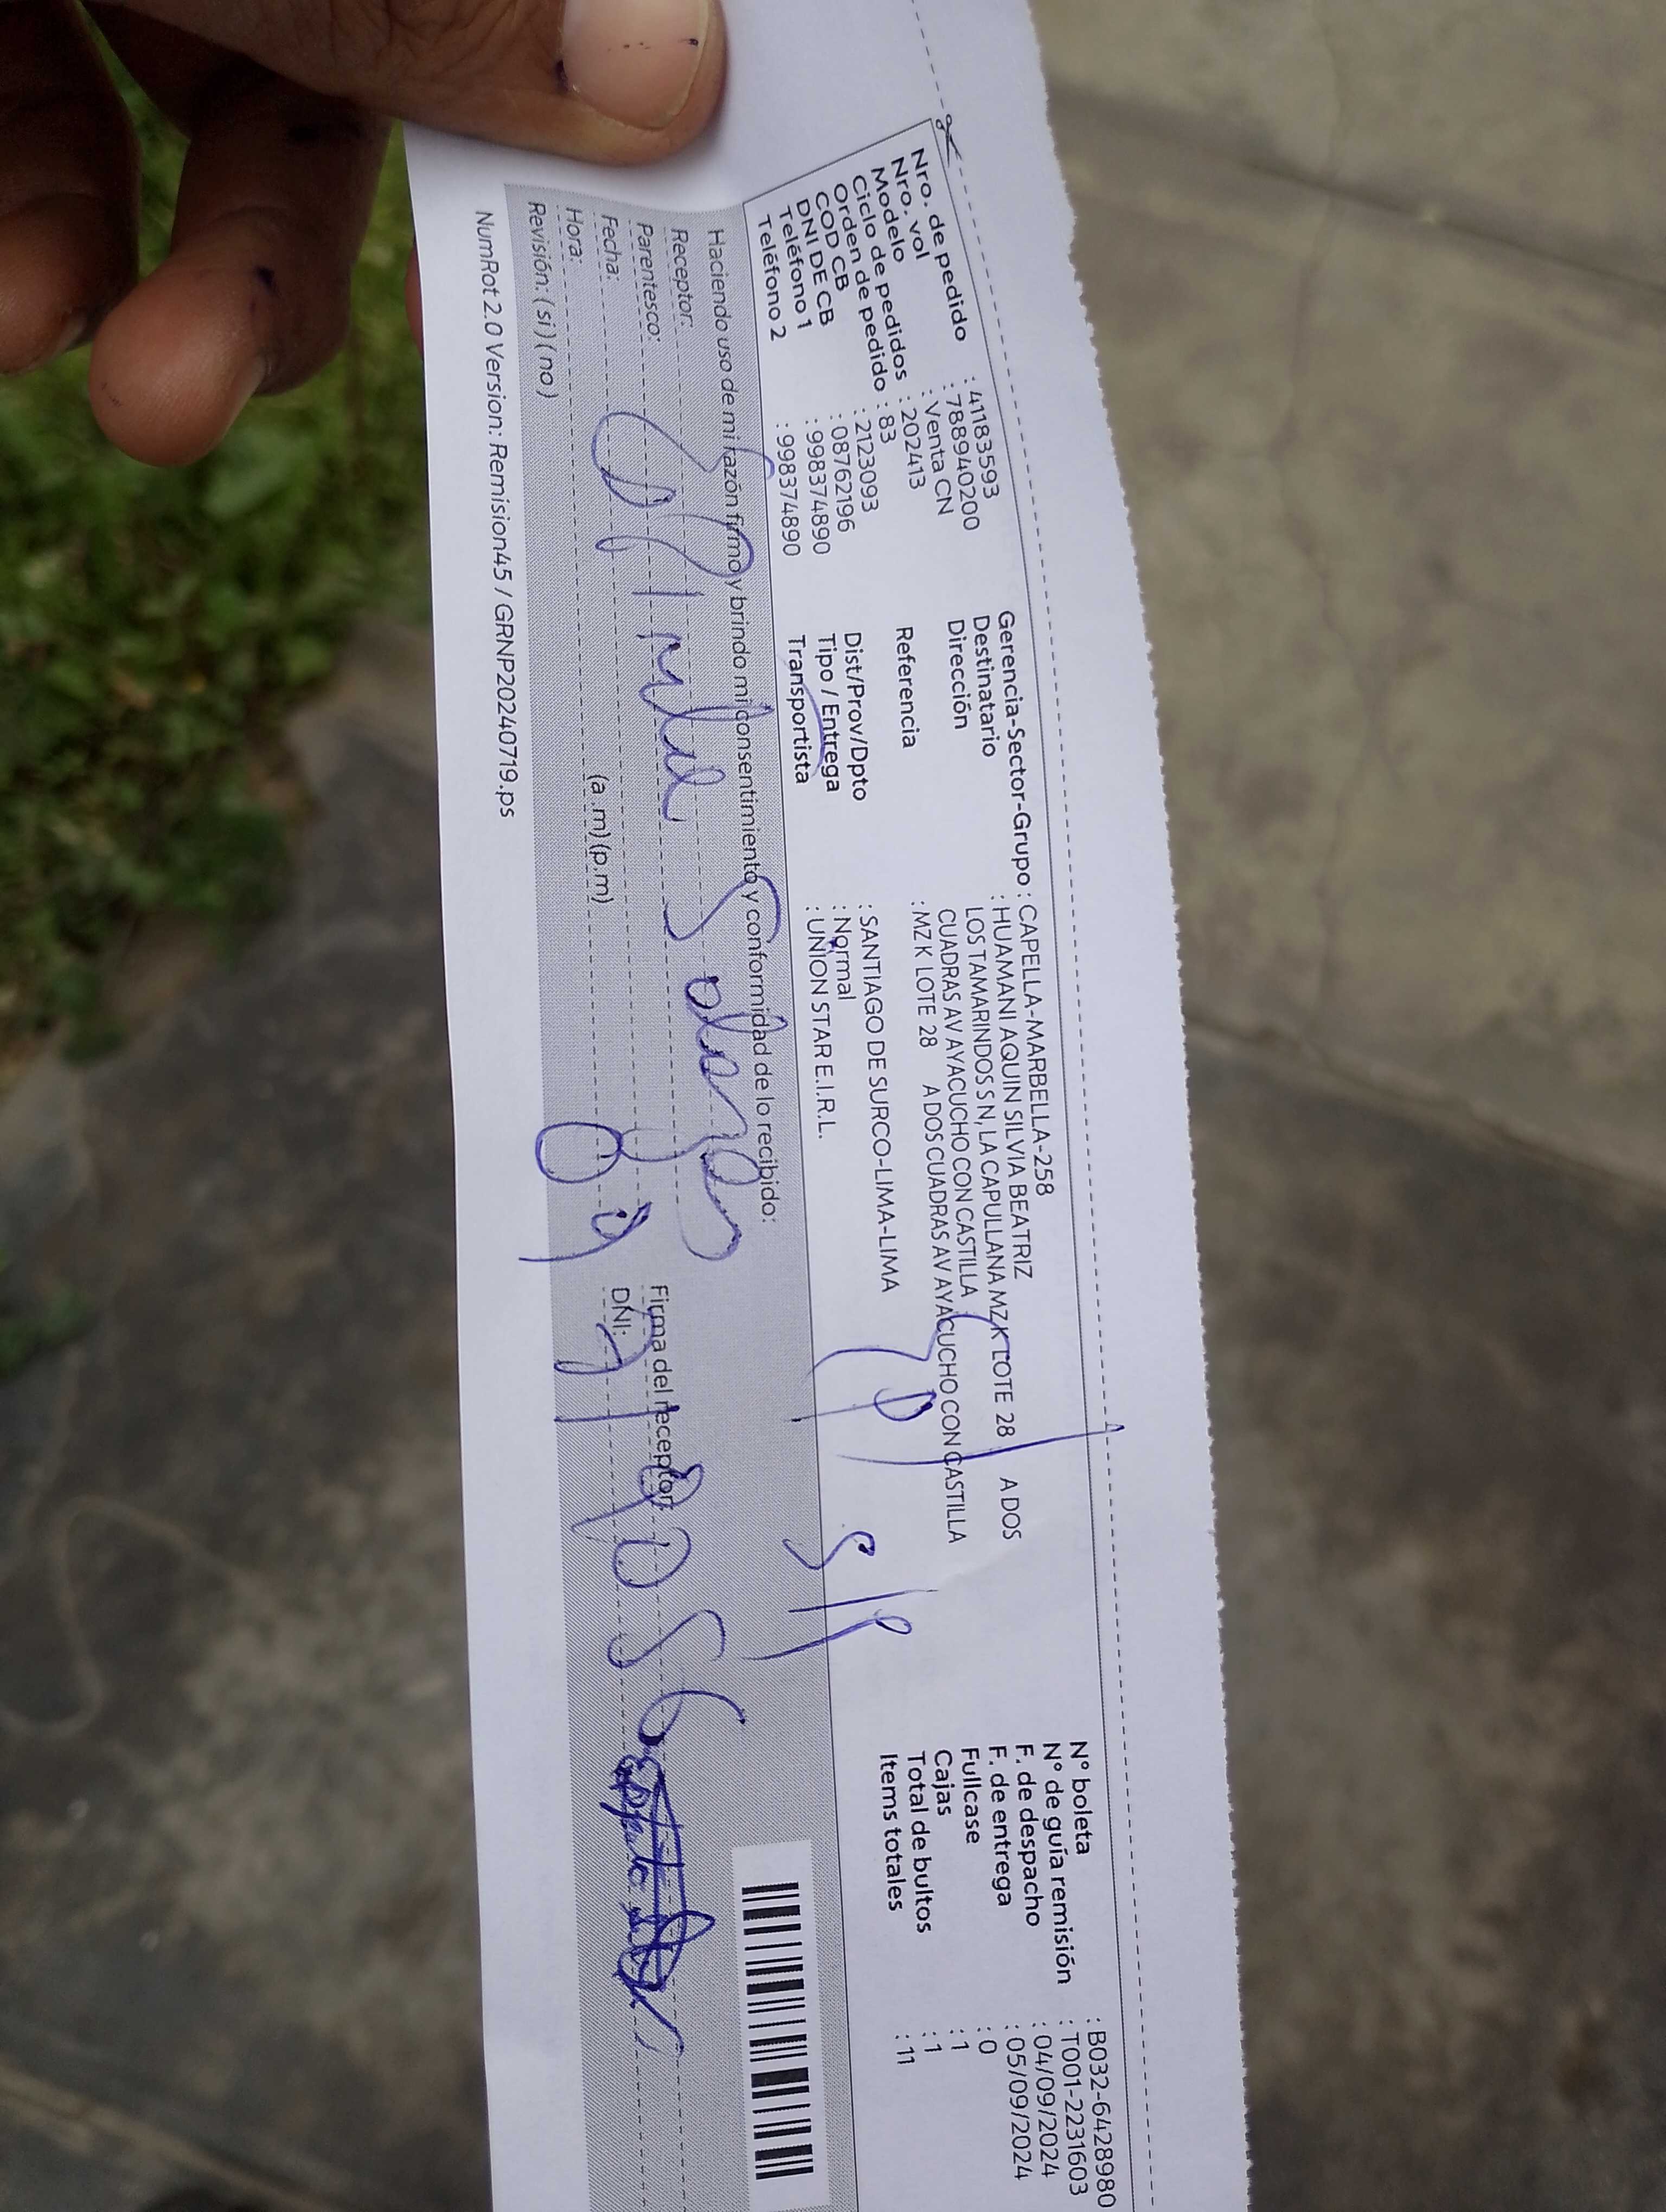 Nro. de pedido : 41183593
Nro. vol : 788940200
Modelo : Venta CN
Ciclo de pedidos : 202413
Orden de pedido : 83
COD CB : 2123093
DNI DE CB : 08762196
Teléfono 1 : 998374890
Teléfono 2 : 998374890
Gerencia-Sector-Grupo : CAPELLA-MARBELLA-258
Destinatario : HUAMANI AQUIN SILVIA BEATRIZ
Dirección LOS TAMARINDOS S N, LA CAPULLANA MZ K LOTE 28 A DOS
CUADRAS AV AYACUCHO CON CASTILLA
Referencia : MZ K LOTE 28 A DOS CUADRAS AV AYACUCHO CON CASTILLA
Dist/Prov/Dpto : SANTIAGO DE SURCO-LIMA-LIMA
Tipo / Entrega : Normal
Transportista : UNION STAR E.I.R.L.
N° boleta : B032-6428980
N° de guía remisión : T001-2231603
F. de despacho : 04/09/2024
F. de entrega : 05/09/2024
Fullcase : 0
Cajas : 1
Total de bultos : 1
Items totales : 11
Haciendo uso de mi razón firmo y brindo mi consentimiento y conformidad de lo recibido:
Receptor:
Parentesco:
Fecha:
Hora: (a.m) (p.m)
Revisión: (si) (no)
Firma del receptor:
DNI:
NumRot 2.0 Version: Remision45 / GRNP20240719.ps